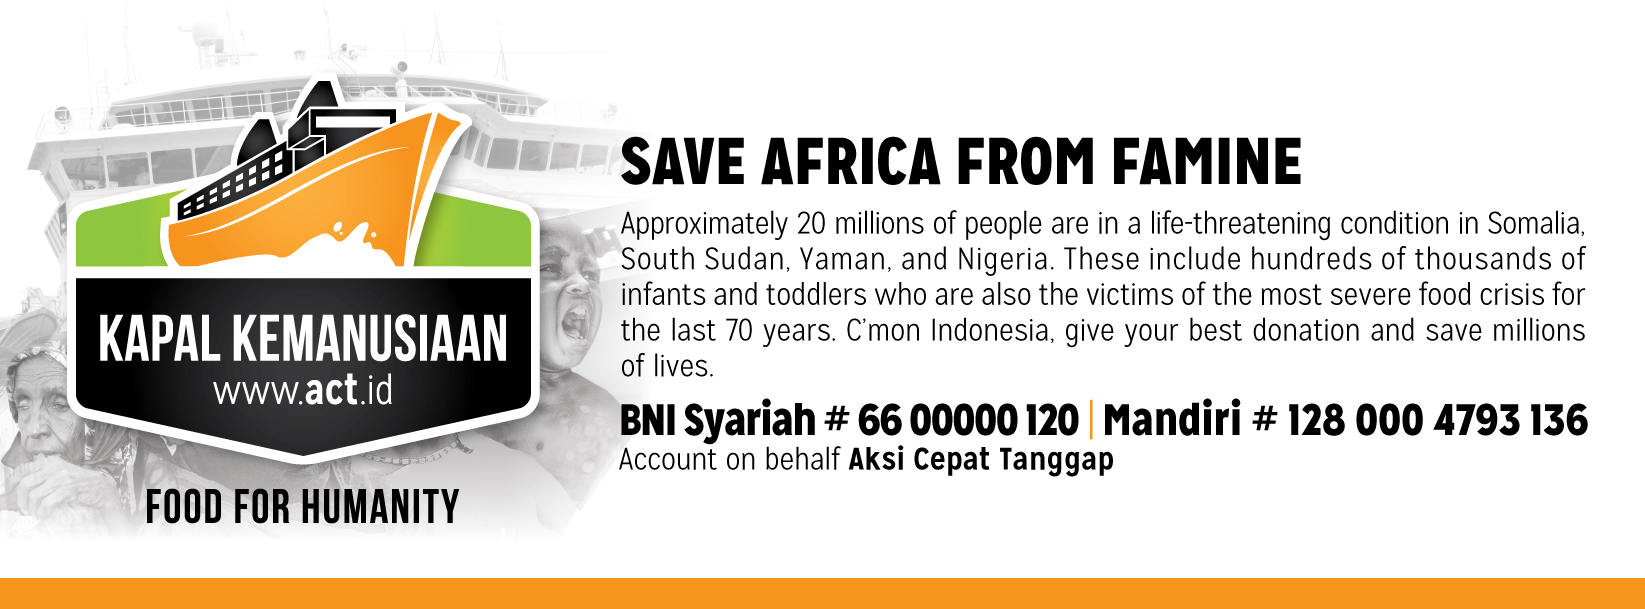 KAPAL KEMANUSIAAN
www.act.id
FOOD FOR HUMANITY
SAVE AFRICA FROM FAMINE
Approximately 20 millions of people are in a life-threatening condition in Somalia,
South Sudan, Yaman, and Nigeria. These include hundreds of thousands of
infants and toddlers who are also the victims of the most severe food crisis for
the last 70 years. C'mon Indonesia, give your best donation and save millions
of lives.
BNI Syariah # 66 00000 120 | Mandiri # 128 000 4793 136
Account on behalf Aksi Cepat Tanggap